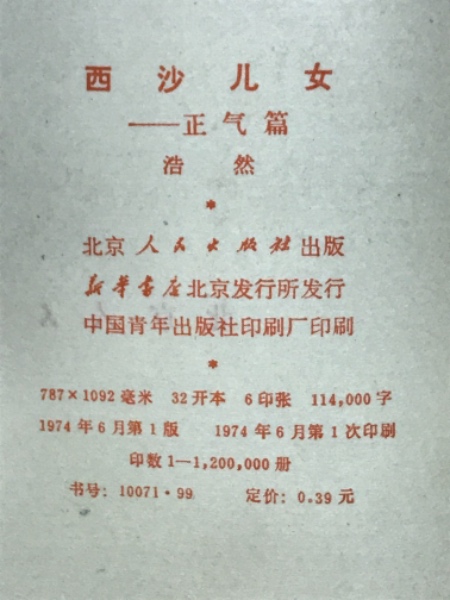 西沙儿女
——正气篇
浩然
*
北京人民出版社出版
新华书店北京发行所发行
中国青年出版社印刷厂印刷
*
787×1092毫米 32开本 6印张 114,000字
1974年6月第1版 1974年6月第1次印刷
印数1—1,200,000册
书号：10071·99 定价：0.39元